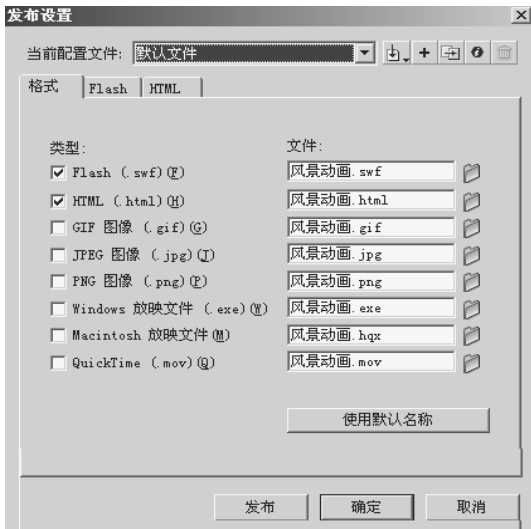 发布设置
当前配置文件: 默认文件
格式 Flash HTML
类型: 文件:
Flash (.swf)(F) 风景动画.swf
HTML (.html)(H) 风景动画.html
GIF 图像 (.gif)(G) 风景动画.gif
JPEG 图像 (.jpg)(J) 风景动画.jpg
PNG 图像 (.png)(P) 风景动画.png
Windows 放映文件 (.exe)(W) 风景动画.exe
Macintosh 放映文件(M) 风景动画.hqx
QuickTime (.mov)(Q) 风景动画.mov
使用默认名称
发布 确定 取消